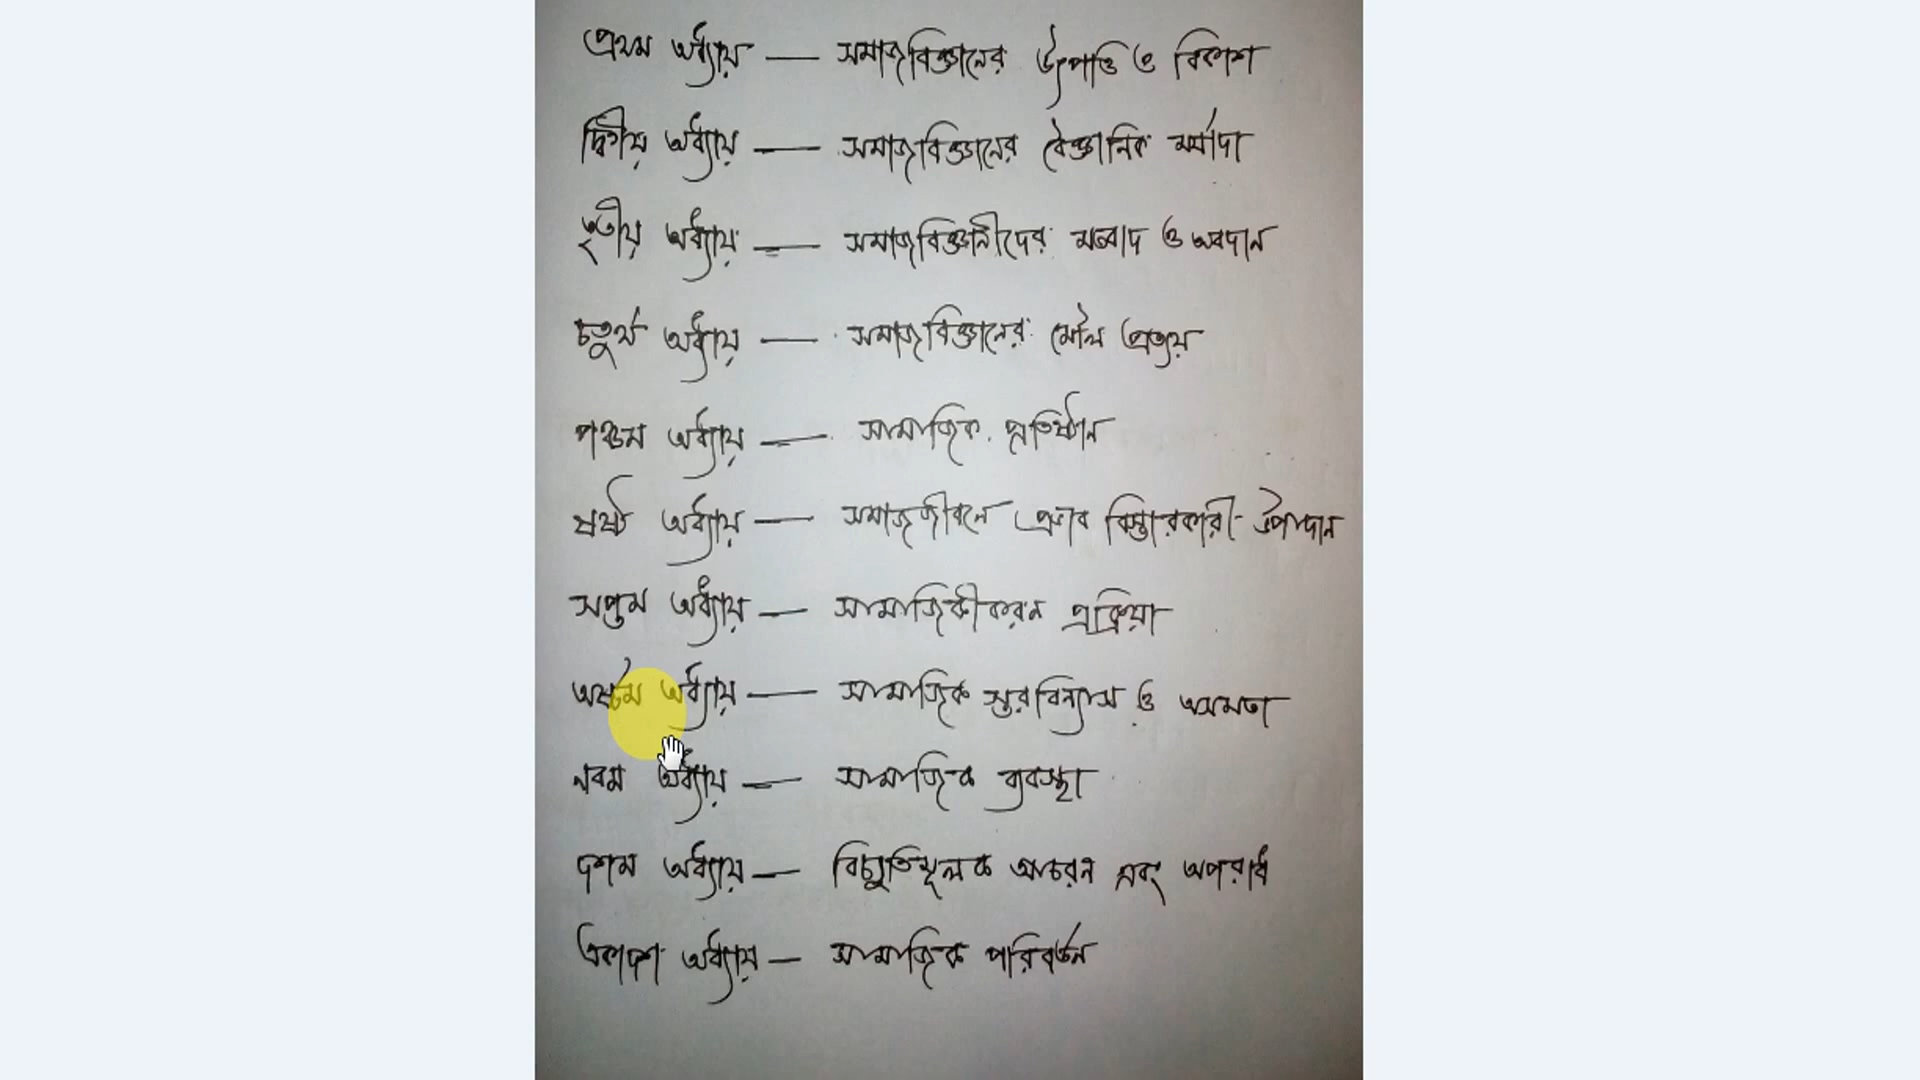 প্রথম অধ্যায় — সমাজবিজ্ঞানের উৎপত্তি ও বিকাশ
দ্বিতীয় অধ্যায় — সমাজবিজ্ঞানের বৈজ্ঞানিক মর্যাদা
তৃতীয় অধ্যায় — সমাজবিজ্ঞানীদের মতবাদ ও অবদান
চতুর্থ অধ্যায় — সমাজবিজ্ঞানের মৌল প্রত্যয়
পঞ্চম অধ্যায় — সামাজিক প্রতিষ্ঠান
ষষ্ঠ অধ্যায় — সমাজজীবনে প্রভাব বিস্তারকারী উপাদান
সপ্তম অধ্যায় — সামাজিকীকরন প্রক্রিয়া
অষ্টম অধ্যায় — সামাজিক স্তরবিন্যাস ও অসমতা
নবম অধ্যায় — সামাজিক ব্যবস্থা
দশম অধ্যায় — বিচ্যুতিমূলক আচরন এবং অপরাধ
একাদশ অধ্যায় — সামাজিক পরিবর্তন